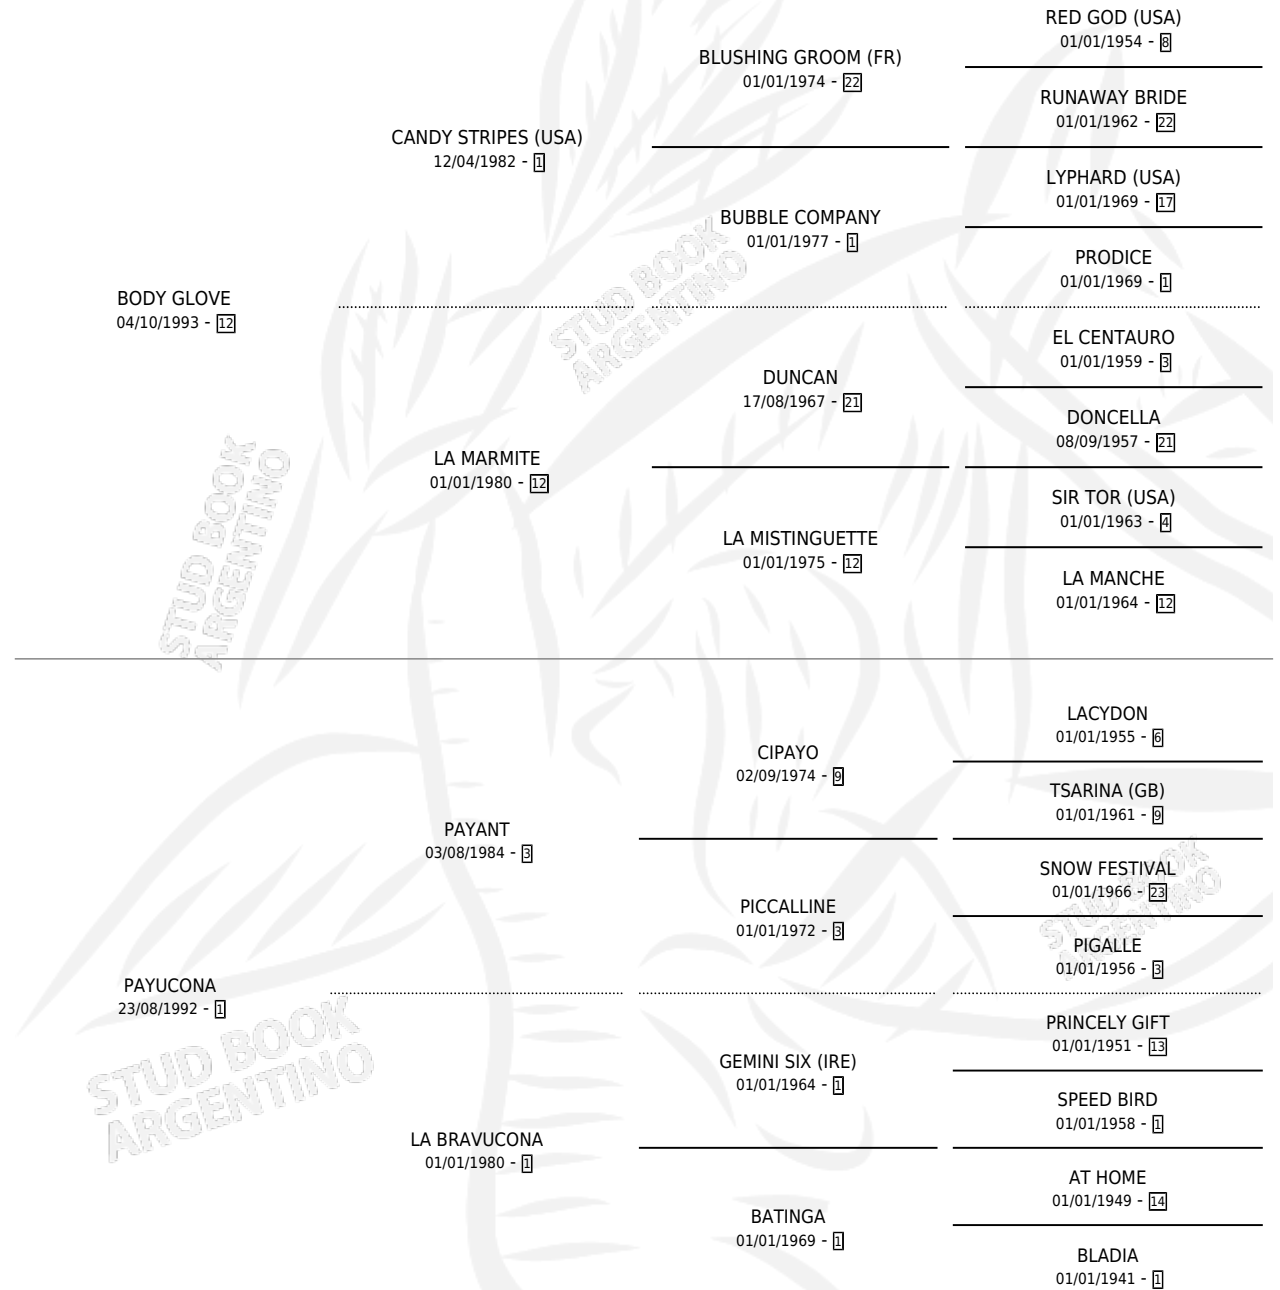 RED GOD (USA)
01/01/1954 - 8
BLUSHING GROOM (FR)
01/01/1974 - 22
RUNAWAY BRIDE
01/01/1962 - 22
CANDY STRIPES (USA)
12/04/1982 - 1
LYPHARD (USA)
01/01/1969 - 17
BUBBLE COMPANY
01/01/1977 - 1
PRODICE
01/01/1969 - 1
BODY GLOVE
04/10/1993 - 12
EL CENTAURO
01/01/1959 - 3
DUNCAN
17/08/1967 - 21
DONCELLA
08/09/1957 - 21
LA MARMITE
01/01/1980 - 12
SIR TOR (USA)
01/01/1963 - 4
LA MISTINGUETTE
01/01/1975 - 12
LA MANCHE
01/01/1964 - 12
STUD BOOK
ARGENTINO
STUD BOOK
ARGENTINO
LACYDON
01/01/1955 - 6
CIPAYO
02/09/1974 - 9
TSARINA (GB)
01/01/1961 - 9
PAYANT
03/08/1984 - 3
SNOW FESTIVAL
01/01/1966 - 23
PICCALLINE
01/01/1972 - 3
PIGALLE
01/01/1956 - 3
PAYUCONA
23/08/1992 - 1
PRINCELY GIFT
01/01/1951 - 13
GEMINI SIX (IRE)
01/01/1964 - 1
SPEED BIRD
01/01/1958 - 1
LA BRAVUCONA
01/01/1980 - 1
AT HOME
01/01/1949 - 14
BATINGA
01/01/1969 - 1
BLADIA
01/01/1941 - 1
STUD BOOK
ARGENTINO
STUD BOOK
ARGENTINO